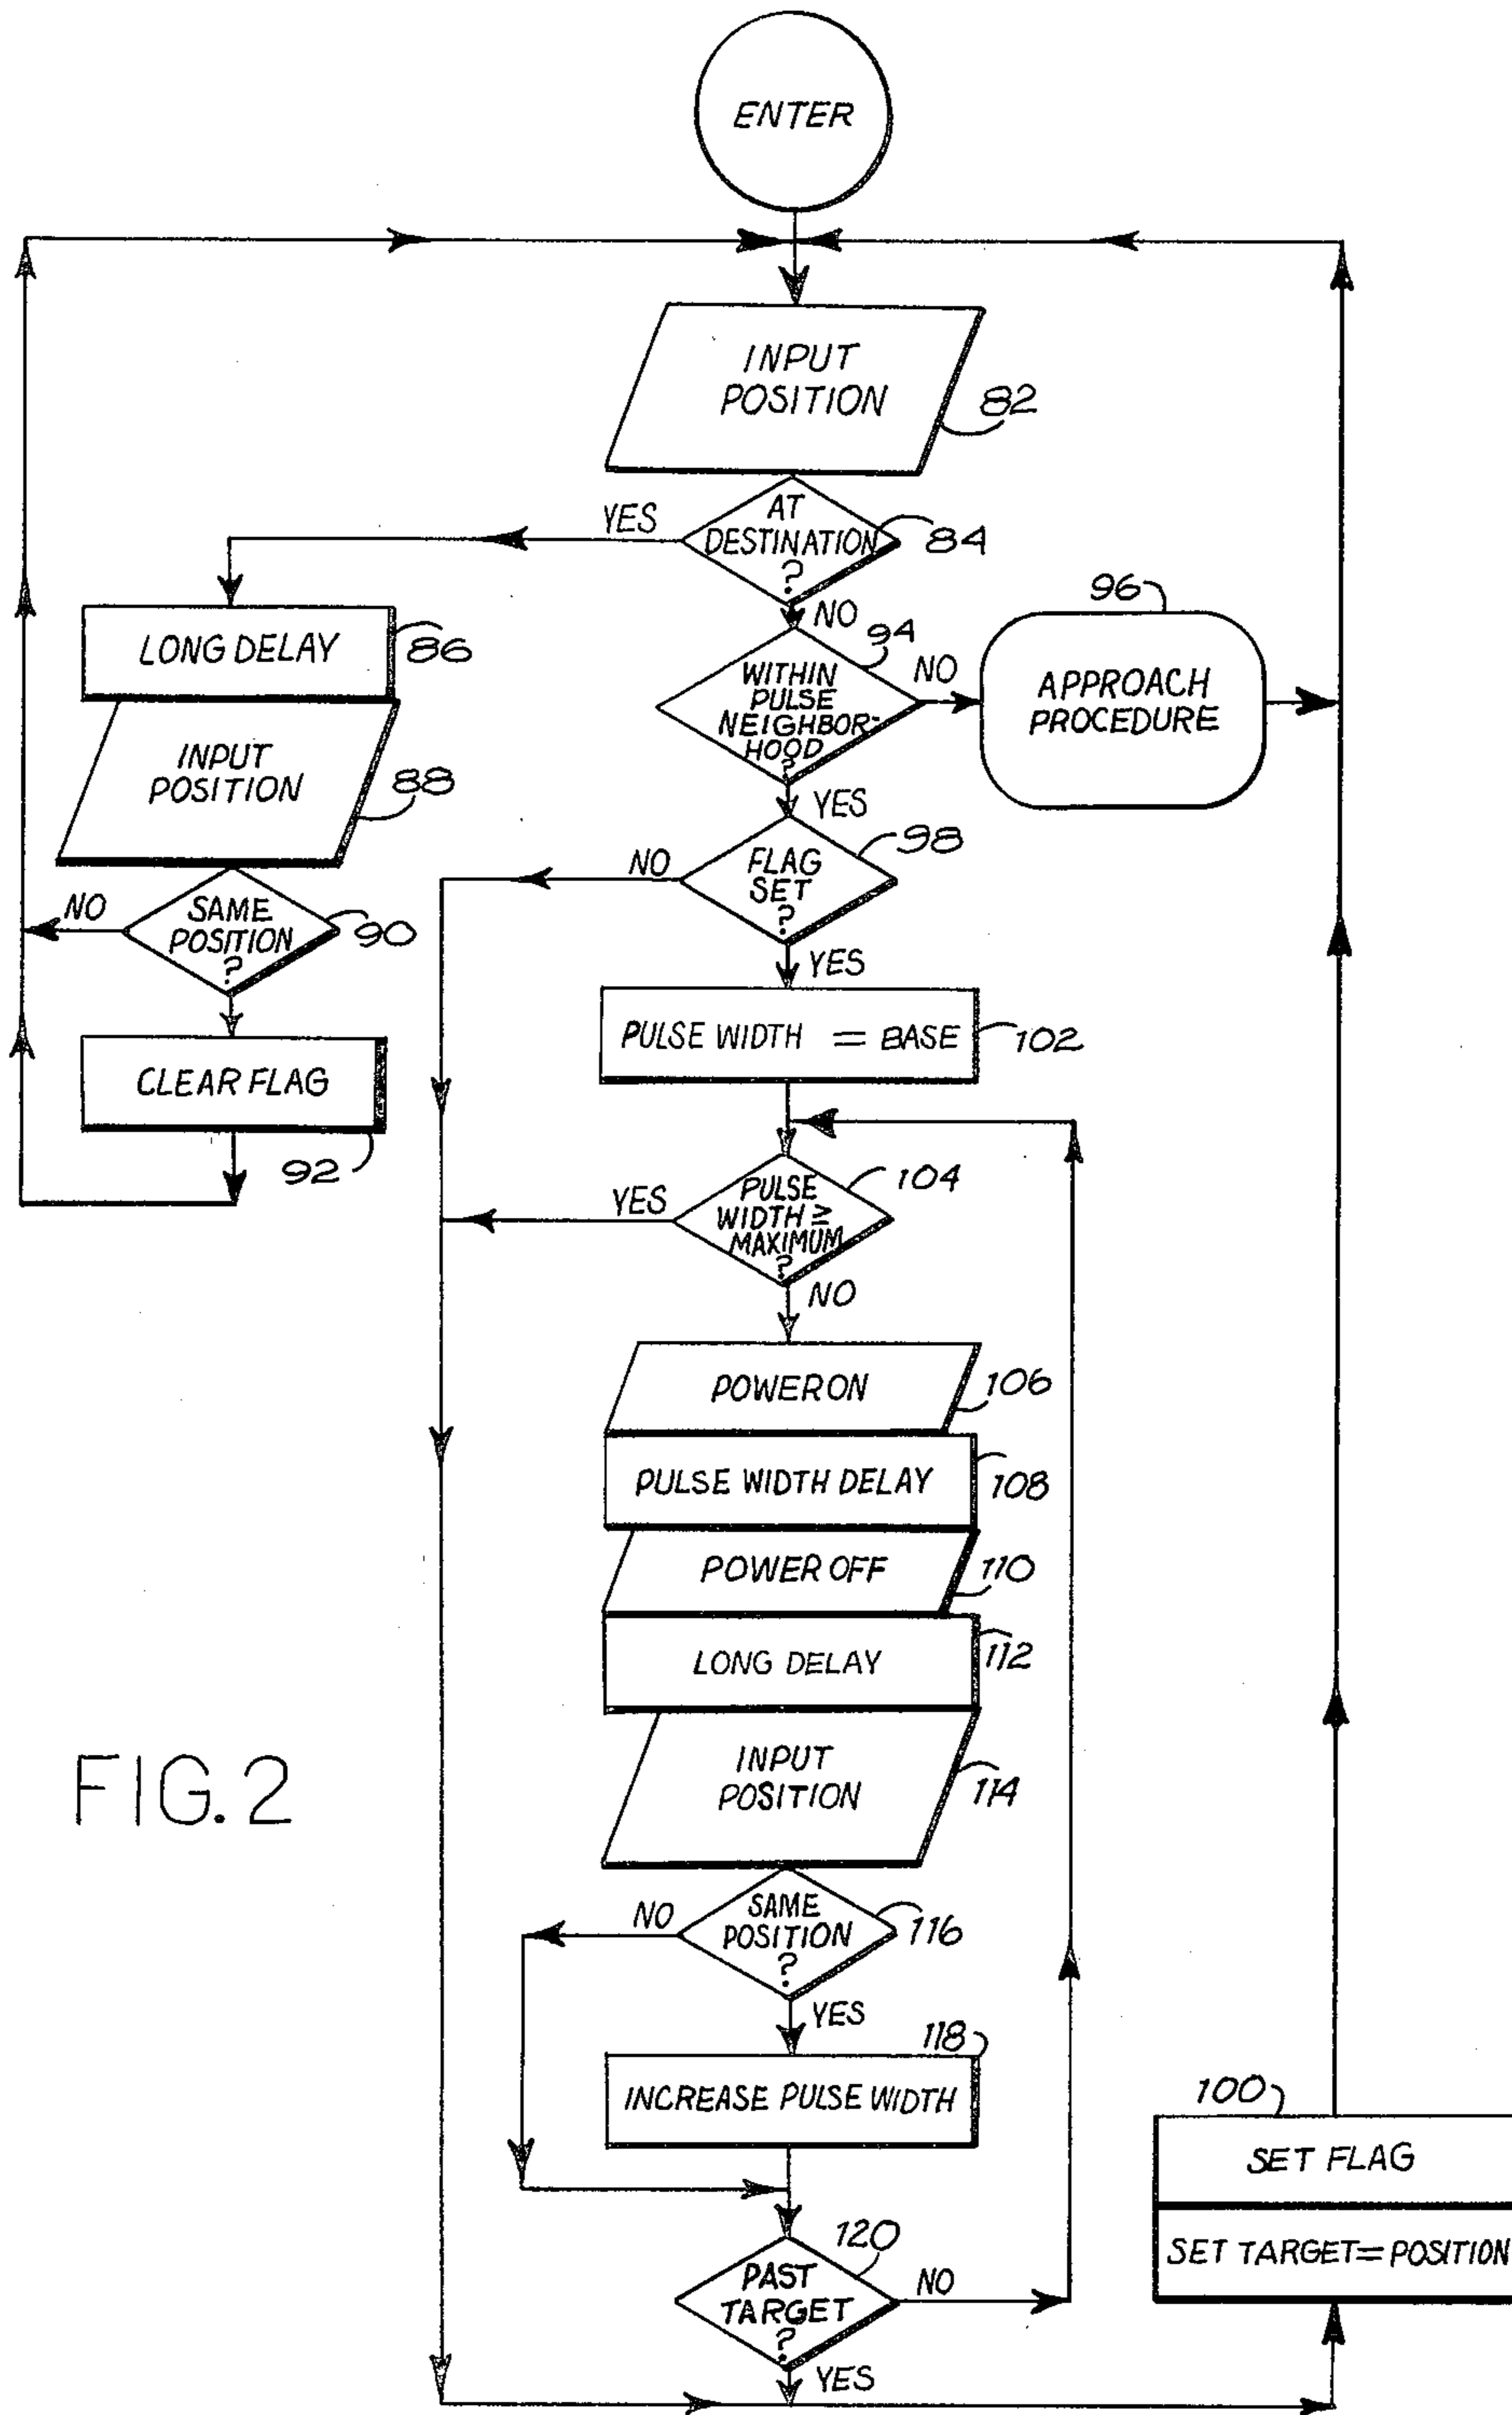 ENTER
INPUT
POSITION
82
YES
AT
DESTINATION
?
84
NO
LONG DELAY
86
INPUT
POSITION
88
NO
SAME
POSITION
?
90
CLEAR FLAG
92
WITHIN
PULSE
NEIGHBOR-
HOOD
?
94
NO
96
APPROACH
PROCEDURE
YES
NO
FLAG
SET
?
98
YES
PULSE WIDTH = BASE
102
YES
PULSE
WIDTH ≥
MAXIMUM
?
104
NO
POWER ON
106
PULSE WIDTH DELAY
108
POWER OFF
110
LONG DELAY
112
INPUT
POSITION
114
NO
SAME
POSITION
?
116
YES
118
INCREASE PULSE WIDTH
120
PAST
TARGET
?
NO
YES
100
SET FLAG
SET TARGET=POSITION
FIG. 2